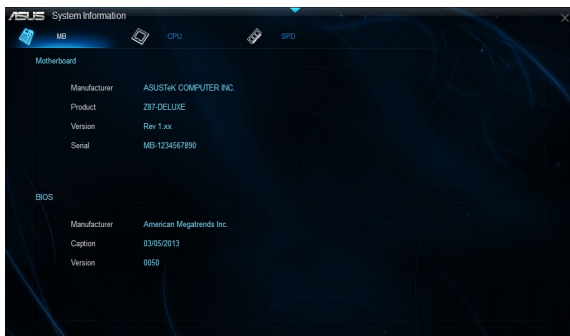 ASUS System Information
MB CPU SPD
Motherboard
Manufacturer ASUSTeK COMPUTER INC.
Product Z87-DELUXE
Version Rev 1.xx
Serial MB-1234567890
BIOS
Manufacturer American Megatrends Inc.
Caption 03/05/2013
Version 0050